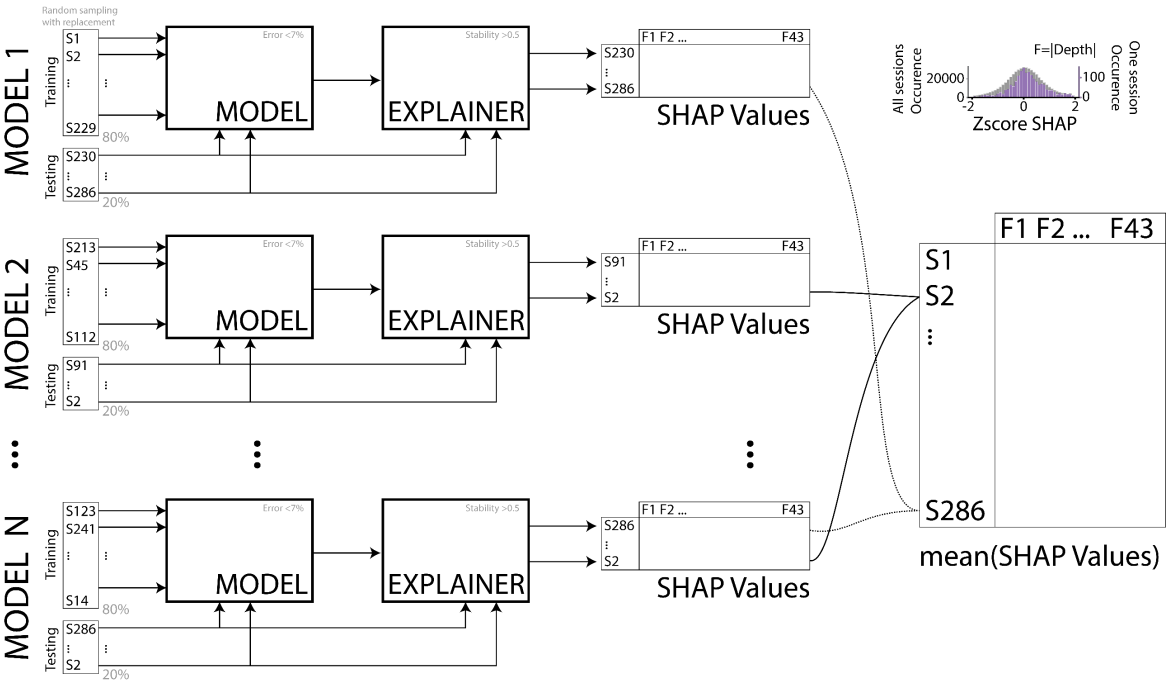 Random sampling
with replacement
MODEL 1
Training
S1
S2
...
...
S229
80%
Testing
S230
...
...
S286
20%
Error <7%
MODEL
Stability >0.5
EXPLAINER
F1 F2 ... F43
S230
...
S286
SHAP Values
All sessions
Occurence
20000
0
F=|Depth|
100
0
One session
Occurence
-2 0 2
Zscore SHAP
MODEL 2
Training
S213
S45
...
...
S112
80%
Testing
S91
...
...
S2
20%
Error <7%
MODEL
Stability >0.5
EXPLAINER
F1 F2 ... F43
S91
...
S2
SHAP Values
...
...
...
MODEL N
Training
S123
S241
...
...
S14
80%
Testing
S286
...
...
S2
20%
Error <7%
MODEL
Stability >0.5
EXPLAINER
F1 F2 ... F43
S286
...
S2
SHAP Values
F1 F2 ... F43
S1
S2
...
S286
mean(SHAP Values)